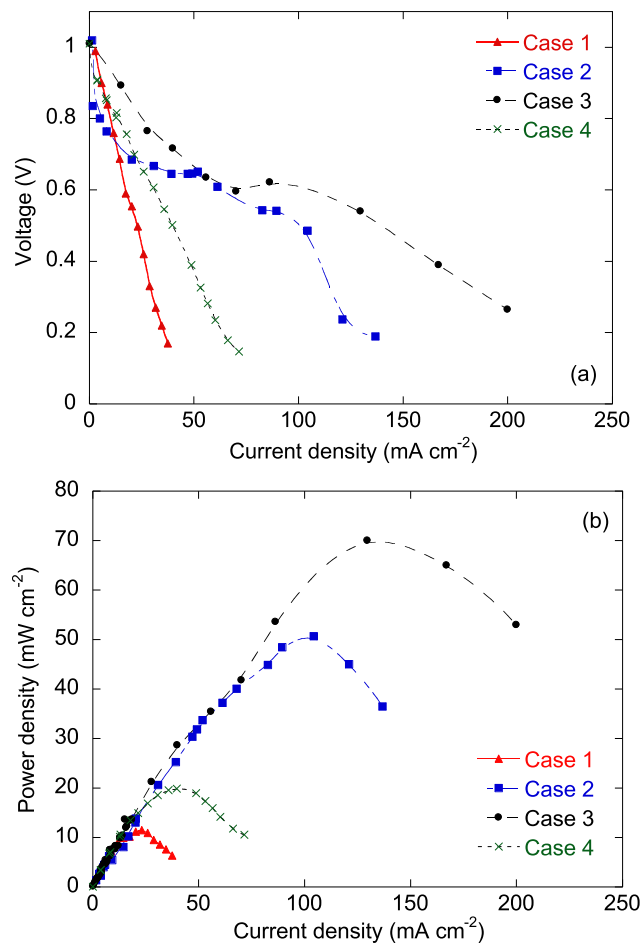 1
0.8
0.6
0.4
0.2
0
Voltage (V)
Case 1
Case 2
Case 3
Case 4
(a)
0 50 100 150 200 250
Current density (mA cm⁻²)
80
70
60
50
40
30
20
10
0
Power density (mW cm⁻²)
(b)
Case 1
Case 2
Case 3
Case 4
0 50 100 150 200 250
Current density (mA cm⁻²)